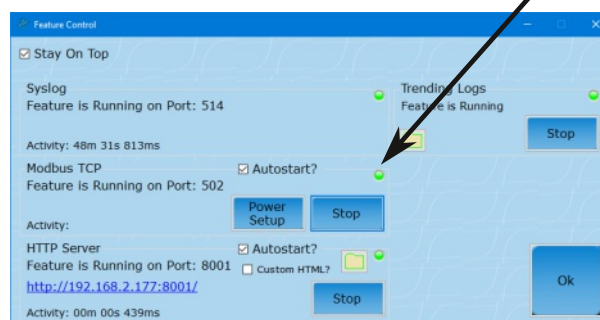 Feature Control
Stay On Top
Syslog
Feature is Running on Port: 514
Activity: 48m 31s 813ms
Trending Logs
Feature is Running
Stop
Modbus TCP
Autostart?
Feature is Running on Port: 502
Power Setup
Stop
Activity:
HTTP Server
Autostart?
Feature is Running on Port: 8001
Custom HTML?
http://192.168.2.177:8001/
Stop
Activity: 00m 00s 439ms
Ok